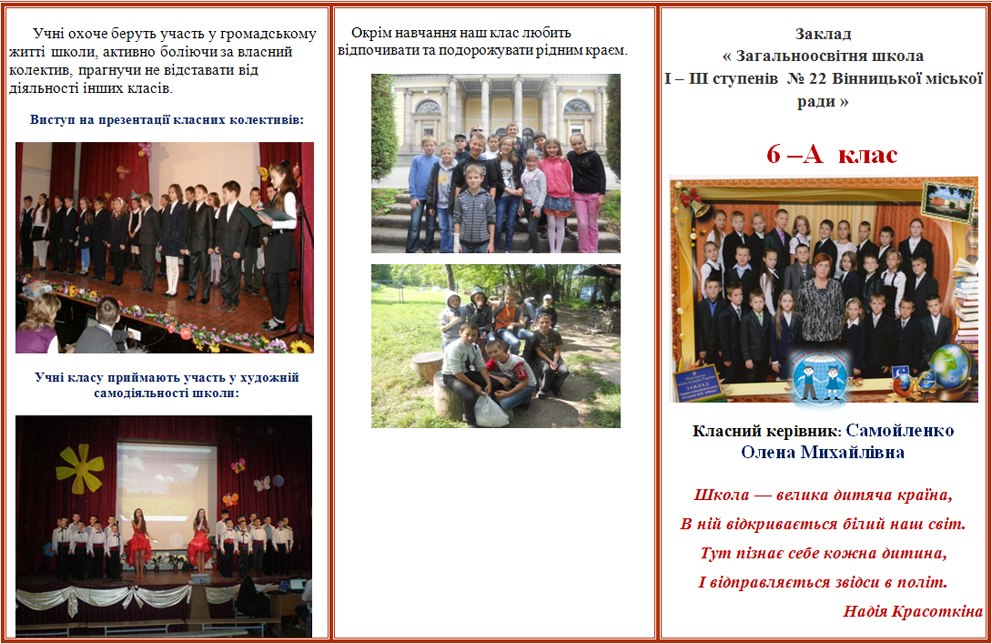 Учні охоче беруть участь у громадському
житті школи, активно боліючи за власний
колектив, прагнучи не відставати від
діяльності інших класів.
Виступ на презентації класних колективів:
Учні класу приймають участь у художній
самодіяльності школи:
Окрім навчання наш клас любить
відпочивати та подорожувати рідним краєм.
Заклад
« Загальноосвітня школа
І – ІІІ ступенів № 22 Вінницької міської
ради »
6 –А клас
Класний керівник: Самойленко
Олена Михайлівна
Школа — велика дитяча країна,
В ній відкривається білий наш світ.
Тут пізнає себе кожна дитина,
І відправляється звідси в політ.
Надія Красоткіна